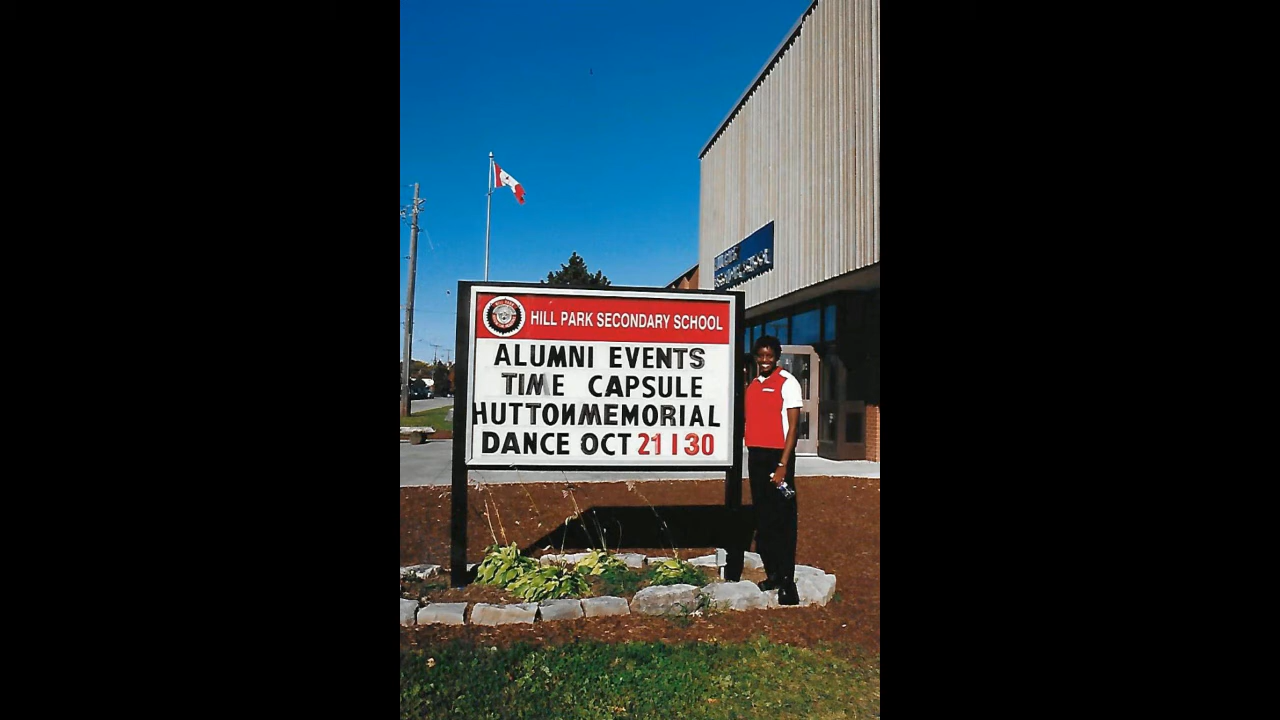 HILL PARK SECONDARY SCHOOL
ALUMNI EVENTS
TIME CAPSULE
HUTTONMEMORIAL
DANCE OCT 21 I 30